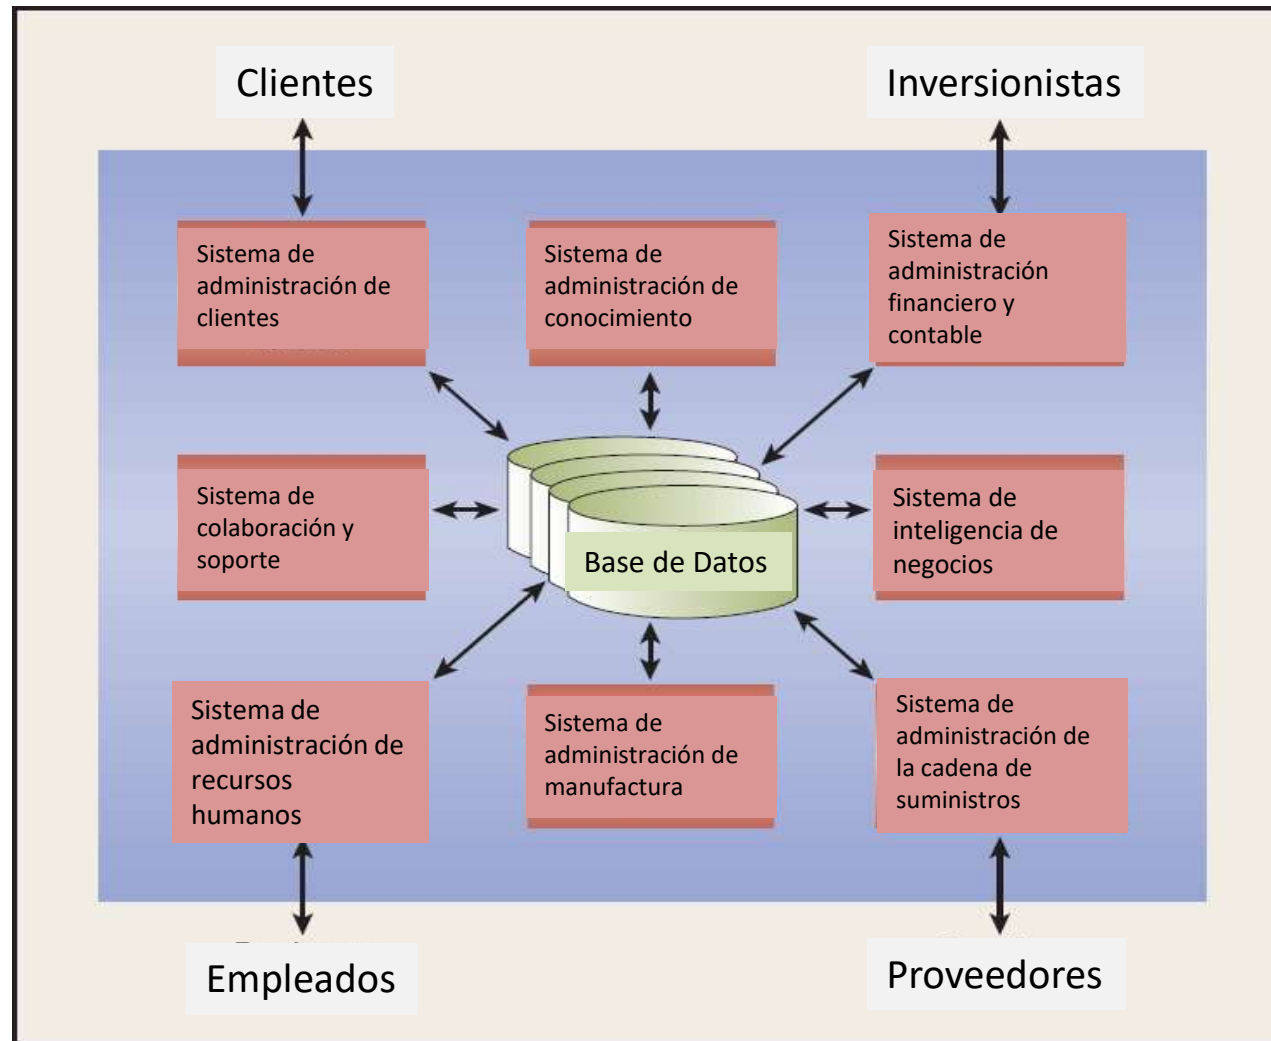 Clientes
Inversionistas
Sistema de
administración de
clientes
Sistema de
administración de
conocimiento
Sistema de
administración
financiero y
contable
Sistema de
colaboración y
soporte
Base de Datos
Sistema de
inteligencia de
negocios
Sistema de
administración de
recursos
humanos
Sistema de
administración de
manufactura
Sistema de
administración de
la cadena de
suministros
Empleados
Proveedores